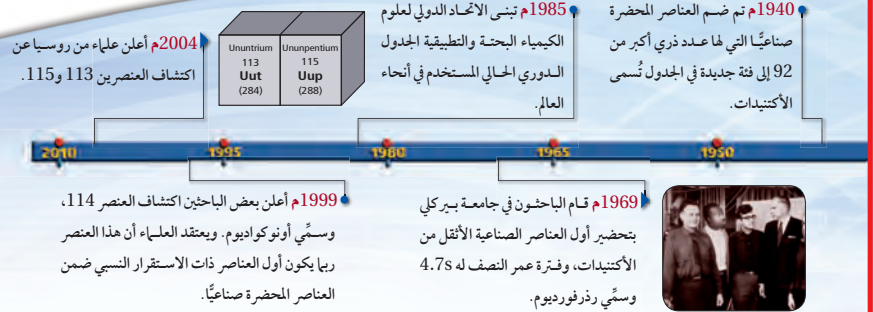 1940م تم ضم العناصر المحضرة
صناعيًّا التي لها عدد ذري أكبر من
92 إلى فئة جديدة في الجدول تُسمى
الأكتنيدات.
1985م تبنى الاتحاد الدولي لعلوم
الكيمياء البحتة والتطبيقية الجدول
الدوري الحالي المستخدم في أنحاء
العالم.
Ununtrium
113
Uut
(284)
Ununpentium
115
Uup
(288)
2004م أعلن علماء من روسيا عن
اكتشاف العنصرين 113 و115.
1950
1965
1980
1995
2010
1969م قام الباحثون في جامعة بيركلي
بتحضير أول العناصر الصناعية الأثقل من
الأكتنيدات، وفترة عمر النصف له 4.7s
وسمِّي رذرفورديوم.
1999م أعلن بعض الباحثين اكتشاف العنصر 114،
وسمِّي أونوكواديوم. ويعتقد العلماء أن هذا العنصر
ربما يكون أول العناصر ذات الاستقرار النسبي ضمن
العناصر المحضرة صناعيًّا.